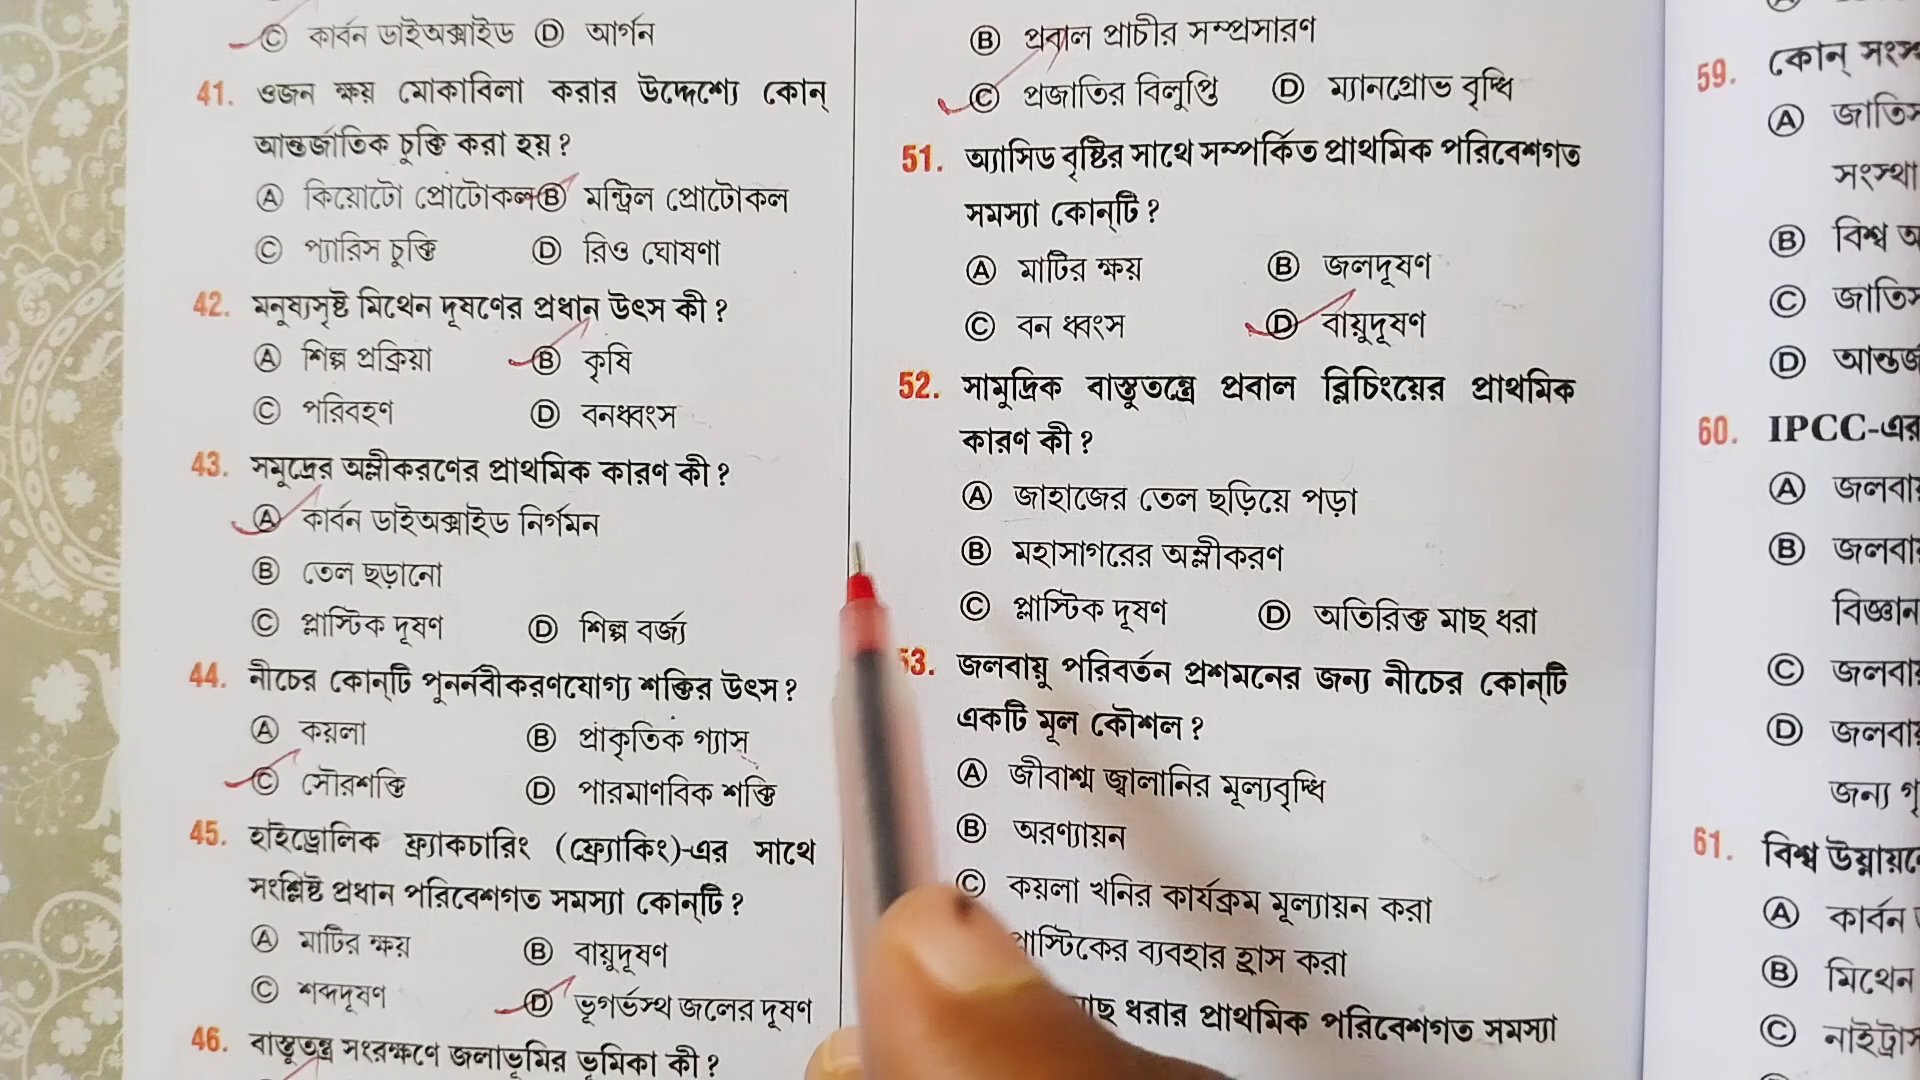 Ⓒ কার্বন ডাইঅক্সাইড Ⓓ আর্গন
41. ওজন ক্ষয় মোকাবিলা করার উদ্দেশ্যে কোন্
আন্তর্জাতিক চুক্তি করা হয়?
Ⓐ কিয়োটো প্রোটোকল Ⓑ মন্ট্রিল প্রোটোকল
Ⓒ প্যারিস চুক্তি Ⓓ রিও ঘোষণা
42. মনুষ্যসৃষ্ট মিথেন দূষণের প্রধান উৎস কী?
Ⓐ শিল্প প্রক্রিয়া Ⓑ কৃষি
Ⓒ পরিবহণ Ⓓ বনধ্বংস
43. সমুদ্রের অম্লীকরণের প্রাথমিক কারণ কী?
Ⓐ কার্বন ডাইঅক্সাইড নির্গমন
Ⓑ তেল ছড়ানো
Ⓒ প্লাস্টিক দূষণ Ⓓ শিল্প বর্জ্য
44. নীচের কোন্‌টি পুনর্নবীকরণযোগ্য শক্তির উৎস?
Ⓐ কয়লা Ⓑ প্রাকৃতিক গ্যাস
Ⓒ সৌরশক্তি Ⓓ পারমাণবিক শক্তি
45. হাইড্রোলিক ফ্র্যাকচারিং (ফ্র্যোকিং)-এর সাথে
সংশ্লিষ্ট প্রধান পরিবেশগত সমস্যা কোন্‌টি?
Ⓐ মাটির ক্ষয় Ⓑ বায়ুদূষণ
Ⓒ শব্দদূষণ Ⓓ ভূগর্ভস্থ জলের দূষণ
46. বাস্তুতন্ত্র সংরক্ষণে জলাভূমির ভূমিকা কী?
Ⓑ প্রবাল প্রাচীর সম্প্রসারণ
Ⓒ প্রজাতির বিলুপ্তি Ⓓ ম্যানগ্রোভ বৃদ্ধি
51. অ্যাসিড বৃষ্টির সাথে সম্পর্কিত প্রাথমিক পরিবেশগত
সমস্যা কোন্‌টি?
Ⓐ মাটির ক্ষয় Ⓑ জলদূষণ
Ⓒ বন ধ্বংস Ⓓ বায়ুদূষণ
52. সামুদ্রিক বাস্তুতন্ত্রে প্রবাল ব্লিচিংয়ের প্রাথমিক
কারণ কী?
Ⓐ জাহাজের তেল ছড়িয়ে পড়া
Ⓑ মহাসাগরের অম্লীকরণ
Ⓒ প্লাস্টিক দূষণ Ⓓ অতিরিক্ত মাছ ধরা
53. জলবায়ু পরিবর্তন প্রশমনের জন্য নীচের কোন্‌টি
একটি মূল কৌশল?
Ⓐ জীবাশ্ম জ্বালানির মূল্যবৃদ্ধি
Ⓑ অরণ্যায়ন
Ⓒ কয়লা খনির কার্যক্রম মূল্যায়ন করা
ব্যবহার হ্রাস করা
ধরার প্রাথমিক পরিবেশগত সমস্যা
59. কোন্
Ⓐ
সংস্থা
Ⓑ বিশ্ব
Ⓒ
Ⓓ
60. IPCC-এর
Ⓐ
Ⓑ
Ⓒ
Ⓓ
জন্য
61. বিশ্ব
Ⓐ কার্বন
Ⓑ মিথেন
Ⓒ